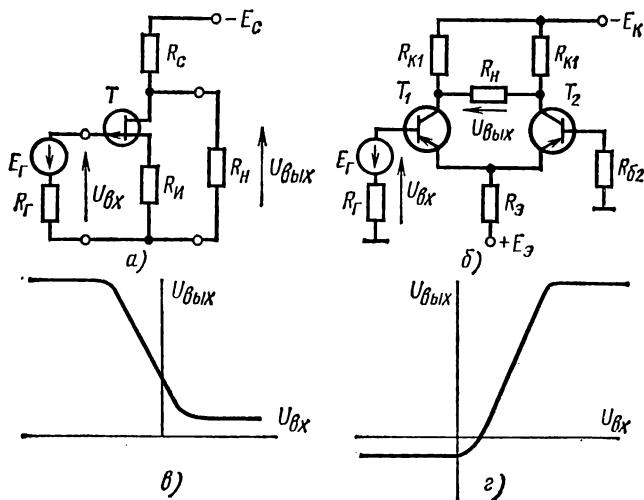 −E_C
R_C
T
E_Г
R_Г
U_вх
R_И
R_Н
U_вых
а)
−E_К
R_К1
R_К1
R_Н
T_1
T_2
U_вых
E_Г
R_Г
U_вх
R_Э
R_б2
+E_Э
б)
U_вых
U_вх
в)
U_вых
U_вх
г)